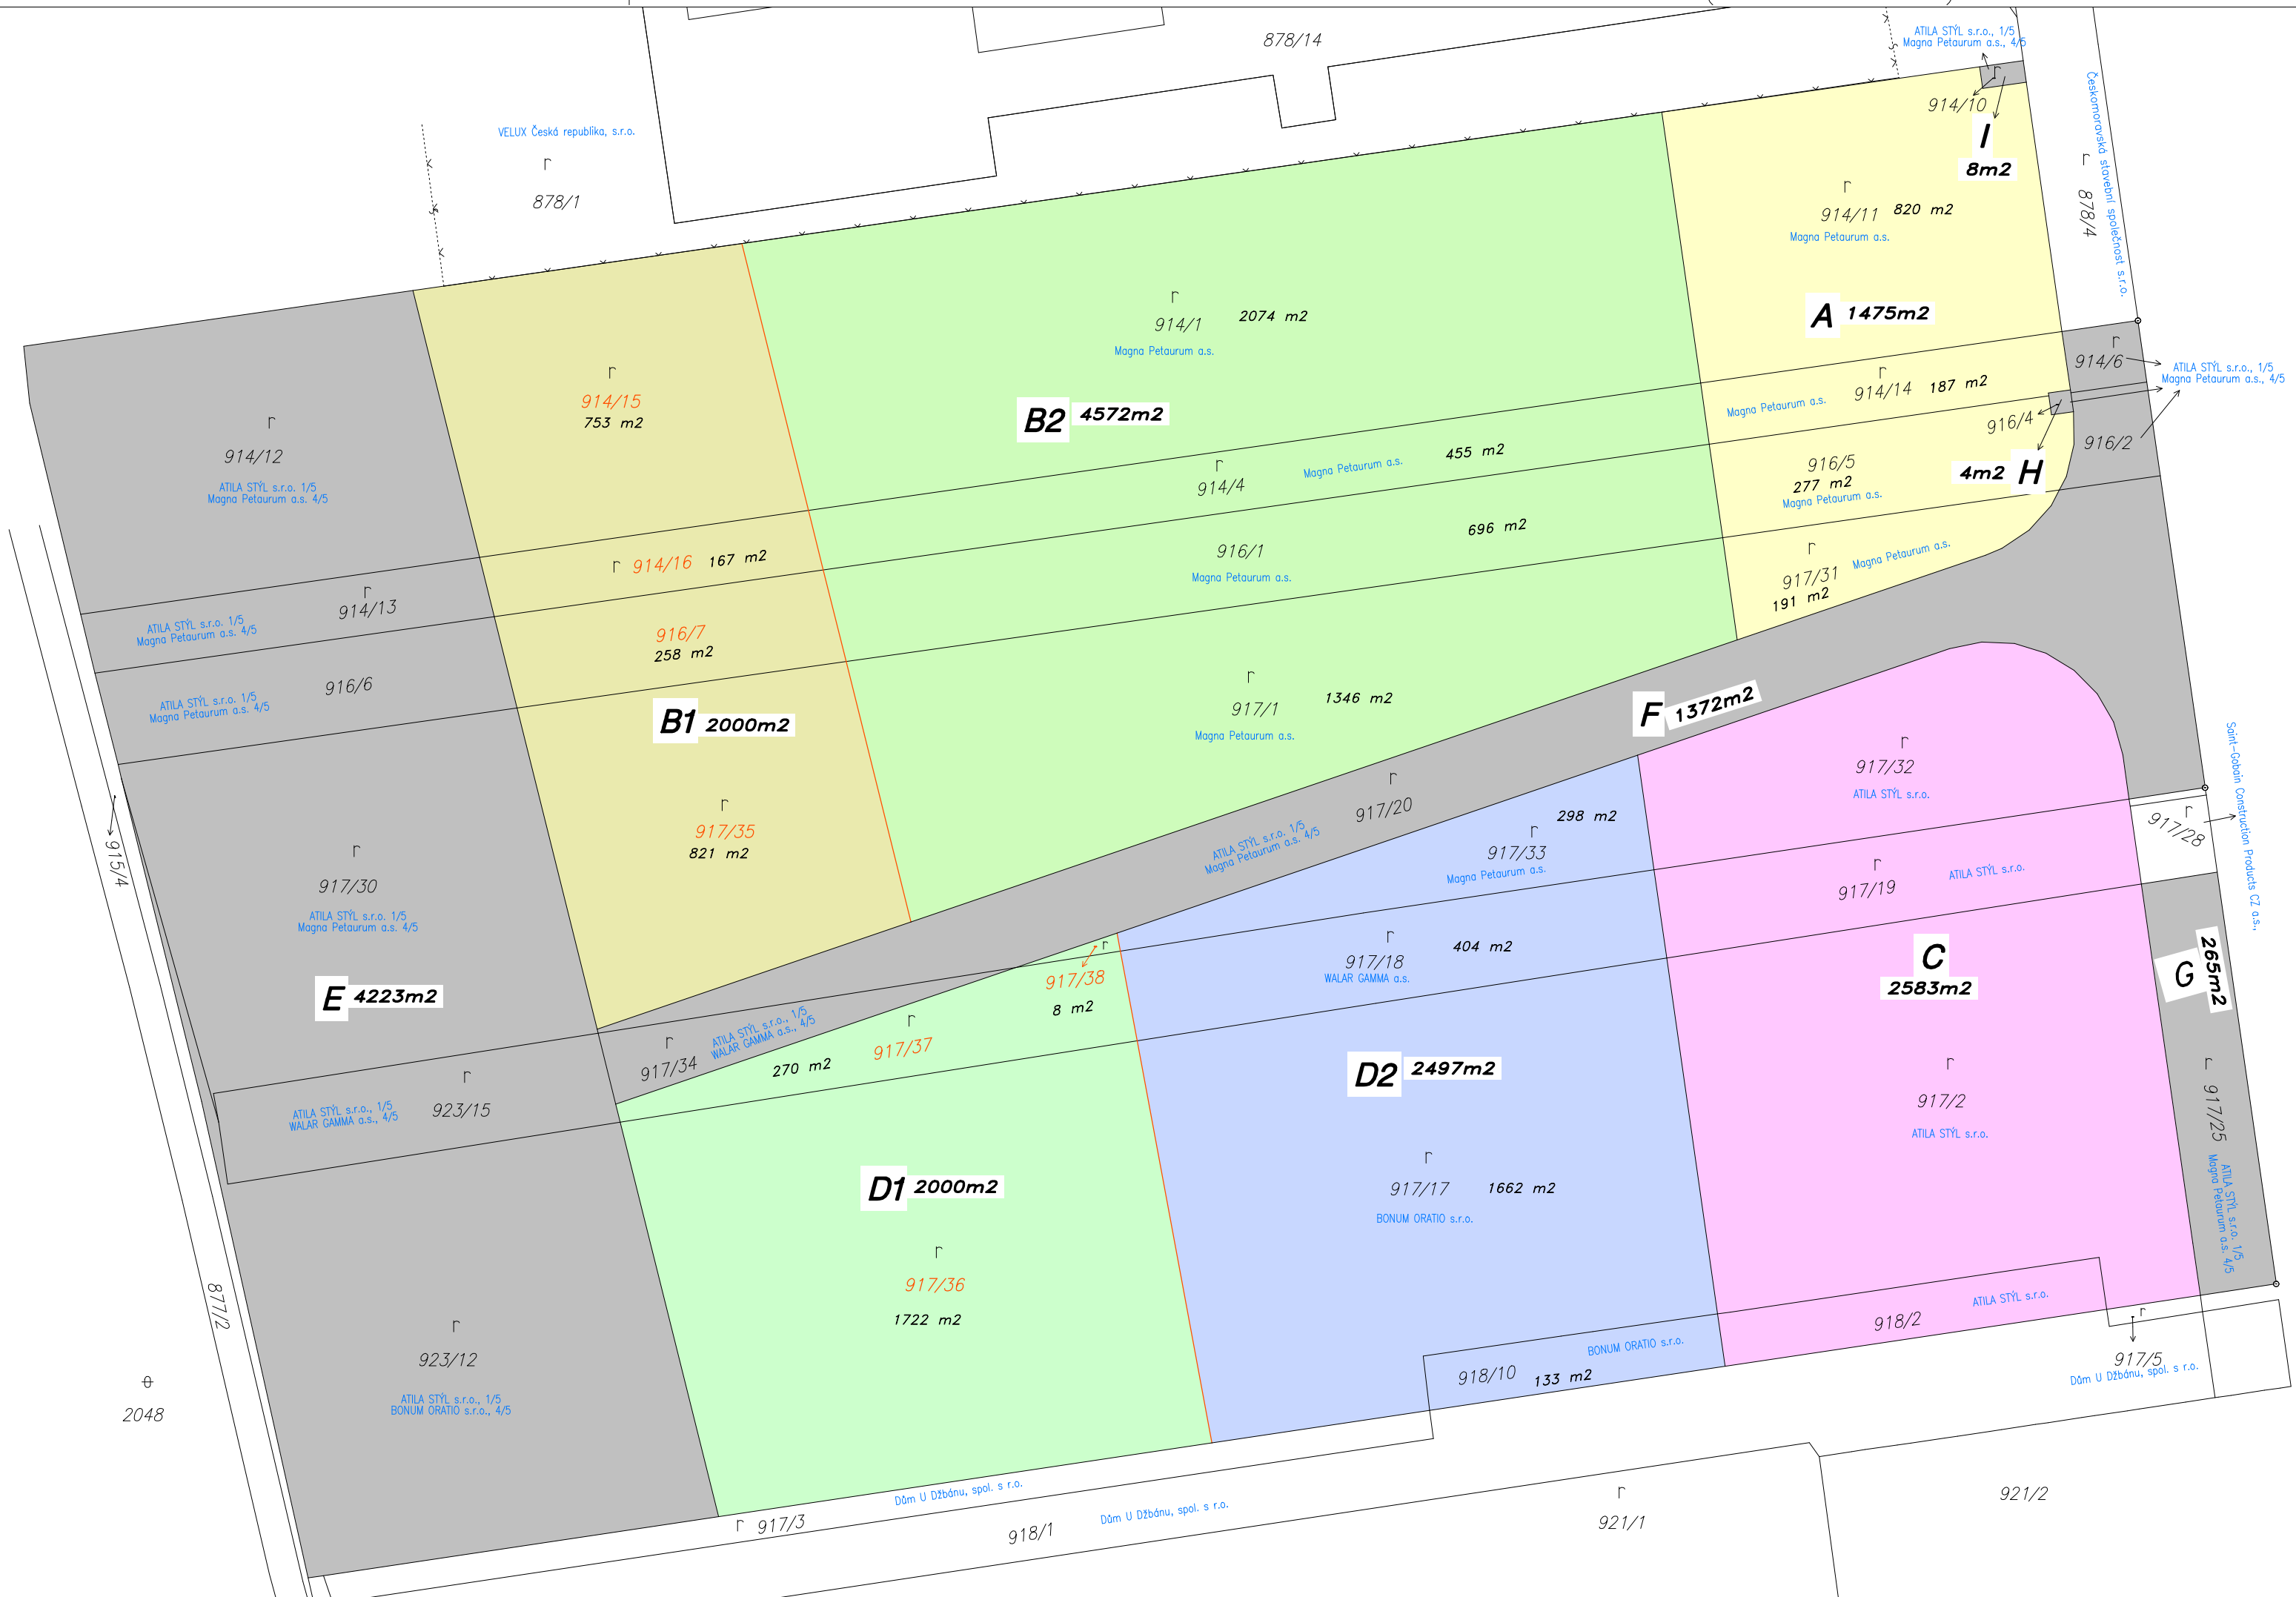 878/14
ATILA STÝL s.r.o., 1/5
Magna Petaurum a.s., 4/5
r
914/10
I
8m2
VELUX Česká republika, s.r.o.
r
878/1
Českomoravská stavební společnost s.r.o.
r 878/4
r
914/11 820 m2
Magna Petaurum a.s.
A 1475m2
r
914/1 2074 m2
Magna Petaurum a.s.
B2 4572m2
r
914/6
ATILA STÝL s.r.o., 1/5
Magna Petaurum a.s., 4/5
r
914/15
753 m2
r
914/12
ATILA STÝL s.r.o. 1/5
Magna Petaurum a.s. 4/5
r
Magna Petaurum a.s. 914/14 187 m2
916/4
916/2
r
914/4 Magna Petaurum a.s. 455 m2
916/5
277 m2
Magna Petaurum a.s.
4m2 H
916/1 696 m2
Magna Petaurum a.s.
r 914/16 167 m2
r
914/13
ATILA STÝL s.r.o. 1/5
Magna Petaurum a.s. 4/5
r
917/31 Magna Petaurum a.s.
191 m2
916/7
258 m2
916/6
ATILA STÝL s.r.o. 1/5
Magna Petaurum a.s. 4/5
B1 2000m2
r
917/1 1346 m2
Magna Petaurum a.s.
F 1372m2
r
917/35
821 m2
r
917/20
ATILA STÝL s.r.o. 1/5
Magna Petaurum a.s. 4/5
r
917/32
ATILA STÝL s.r.o.
Saint-Gobain Construction Products CZ a.s.,
r
917/28
915/4
r
917/30
ATILA STÝL s.r.o. 1/5
Magna Petaurum a.s. 4/5
E 4223m2
298 m2
r
917/33
Magna Petaurum a.s.
r
917/19 ATILA STÝL s.r.o.
r
917/18 404 m2
WALAR GAMMA a.s.
C
2583m2
G 265m2
r
917/38
8 m2
r
917/37
270 m2
r
917/34
ATILA STÝL s.r.o., 1/5
WALAR GAMMA a.s., 4/5
r
923/15
ATILA STÝL s.r.o., 1/5
WALAR GAMMA a.s., 4/5
D2 2497m2
r
917/2
ATILA STÝL s.r.o.
r 917/25
ATILA STÝL s.r.o. 1/5
Magna Petaurum a.s. 4/5
D1 2000m2
r
917/17 1662 m2
BONUM ORATIO s.r.o.
r
917/36
1722 m2
877/2
r
923/12
ATILA STÝL s.r.o., 1/5
BONUM ORATIO s.r.o., 4/5
2048
918/10 133 m2
BONUM ORATIO s.r.o.
918/2
ATILA STÝL s.r.o.
r
917/5
Dům U Džbánu, spol. s r.o.
Dům U Džbánu, spol. s r.o.
r 917/3
918/1 Dům U Džbánu, spol. s r.o.
r
921/1
921/2